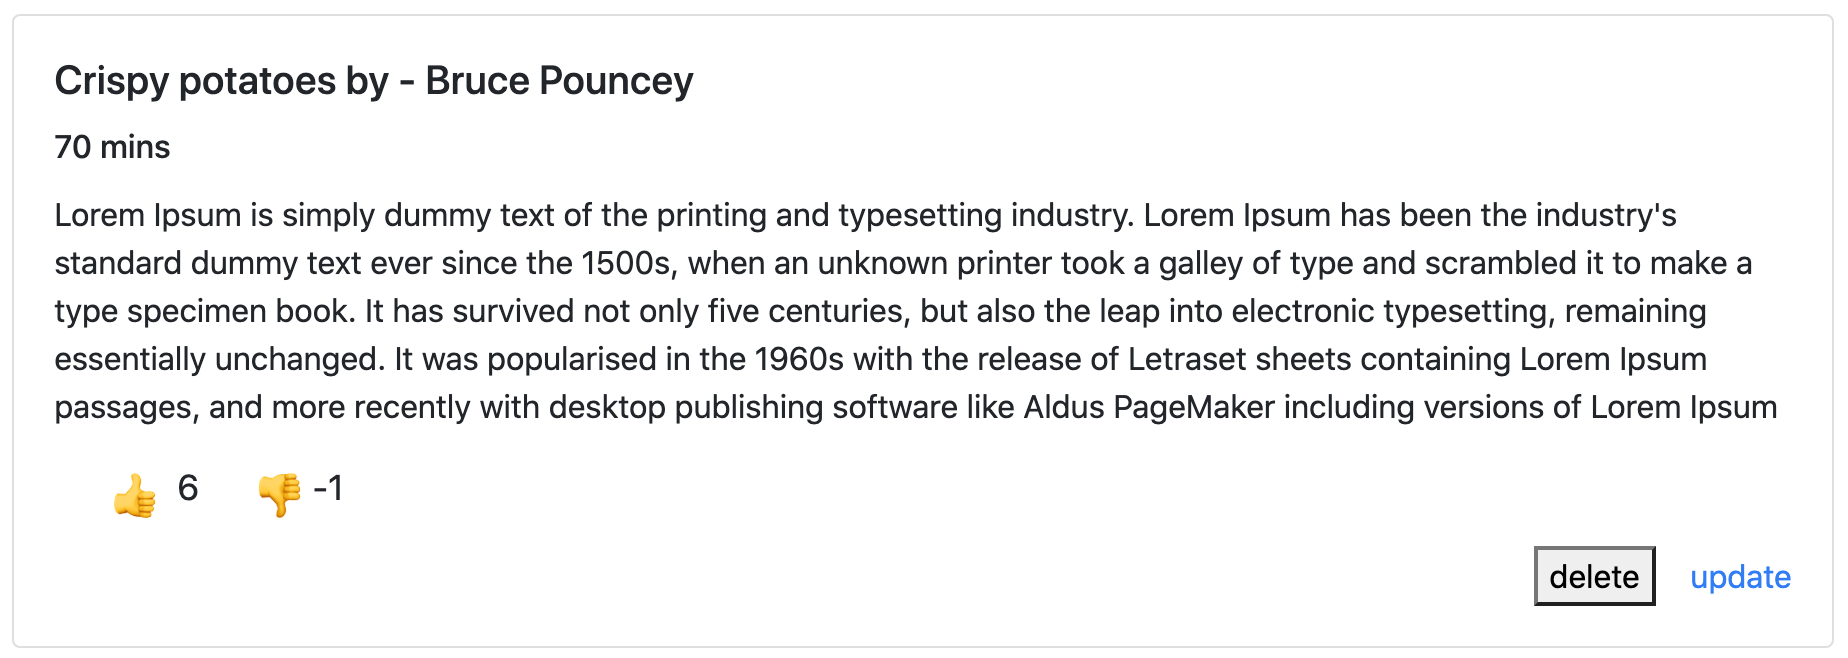 Crispy potatoes by - Bruce Pouncey
70 mins
Lorem Ipsum is simply dummy text of the printing and typesetting industry. Lorem Ipsum has been the industry's
standard dummy text ever since the 1500s, when an unknown printer took a galley of type and scrambled it to make a
type specimen book. It has survived not only five centuries, but also the leap into electronic typesetting, remaining
essentially unchanged. It was popularised in the 1960s with the release of Letraset sheets containing Lorem Ipsum
passages, and more recently with desktop publishing software like Aldus PageMaker including versions of Lorem Ipsum
👍 6 👎 -1
delete update